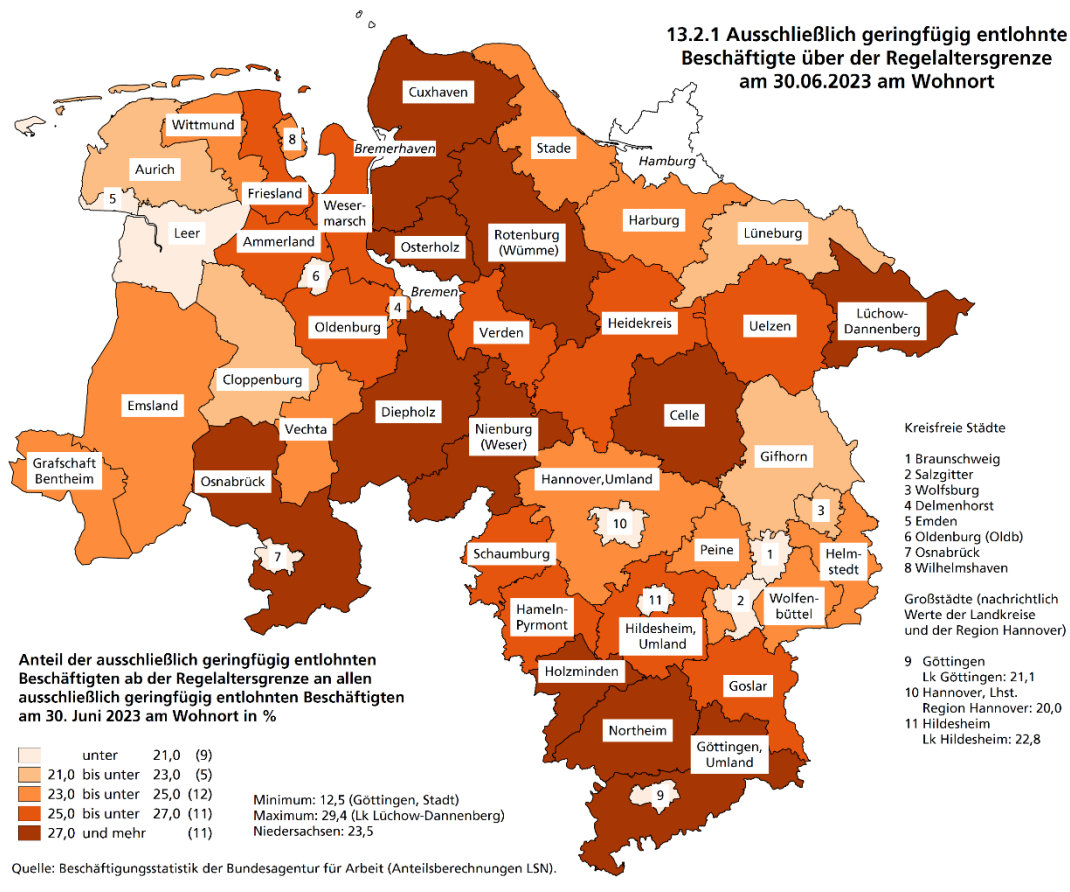 13.2.1 Ausschließlich geringfügig entlohnte
Beschäftigte über der Regelaltersgrenze
am 30.06.2023 am Wohnort
Cuxhaven
Wittmund
8
Bremerhaven
Stade
Hamburg
Aurich
5
Friesland
Weser-
marsch
Harburg
Leer
Ammerland
Osterholz
Rotenburg
(Wümme)
Lüneburg
6
Bremen
4
Oldenburg
Verden
Heidekreis
Uelzen
Lüchow-
Dannenberg
Cloppenburg
Emsland
Vechta
Diepholz
Nienburg
(Weser)
Celle
Grafschaft
Bentheim
Osnabrück
Hannover,Umland
Gifhorn
7
10
3
Schaumburg
Peine
1
Helm-
stedt
Hameln-
Pyrmont
11
Hildesheim,
Umland
2
Wolfen-
büttel
Holzminden
Goslar
Northeim
Göttingen,
Umland
9
Kreisfreie Städte
1 Braunschweig
2 Salzgitter
3 Wolfsburg
4 Delmenhorst
5 Emden
6 Oldenburg (Oldb)
7 Osnabrück
8 Wilhelmshaven
Großstädte (nachrichtlich
Werte der Landkreise
und der Region Hannover)
9 Göttingen
Lk Göttingen: 21,1
10 Hannover, Lhst.
Region Hannover: 20,0
11 Hildesheim
Lk Hildesheim: 22,8
Anteil der ausschließlich geringfügig entlohnten
Beschäftigten ab der Regelaltersgrenze an allen
ausschließlich geringfügig entlohnten Beschäftigten
am 30. Juni 2023 am Wohnort in %
unter 21,0 (9)
21,0 bis unter 23,0 (5)
23,0 bis unter 25,0 (12)
25,0 bis unter 27,0 (11)
27,0 und mehr (11)
Minimum: 12,5 (Göttingen, Stadt)
Maximum: 29,4 (Lk Lüchow-Dannenberg)
Niedersachsen: 23,5
Quelle: Beschäftigungsstatistik der Bundesagentur für Arbeit (Anteilsberechnungen LSN).